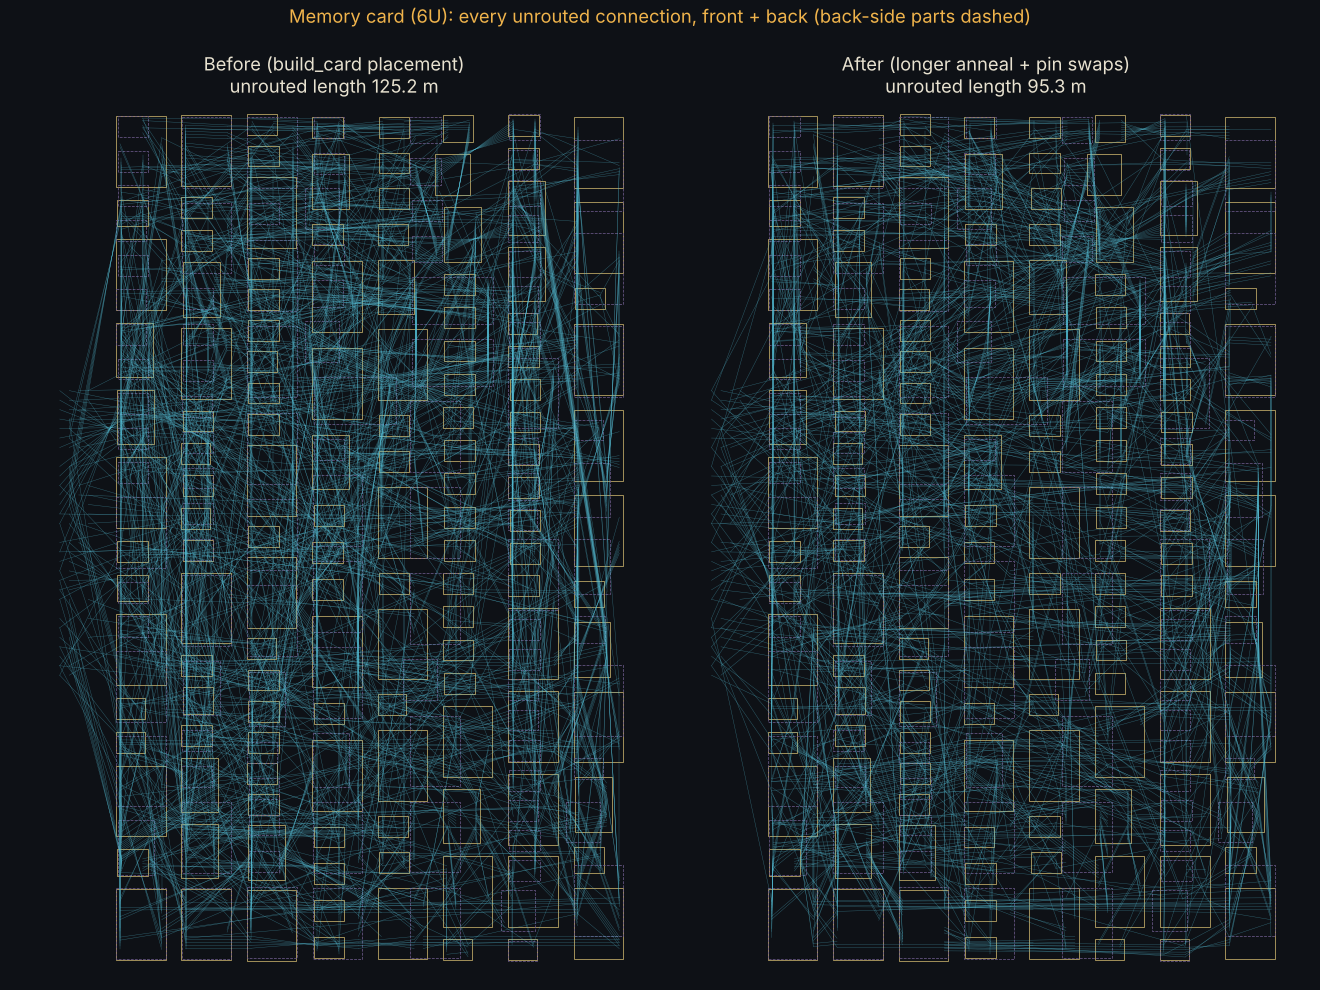 Memory card (6U): every unrouted connection, front + back (back-side parts dashed)
Before (build_card placement)
unrouted length 125.2 m
After (longer anneal + pin swaps)
unrouted length 95.3 m